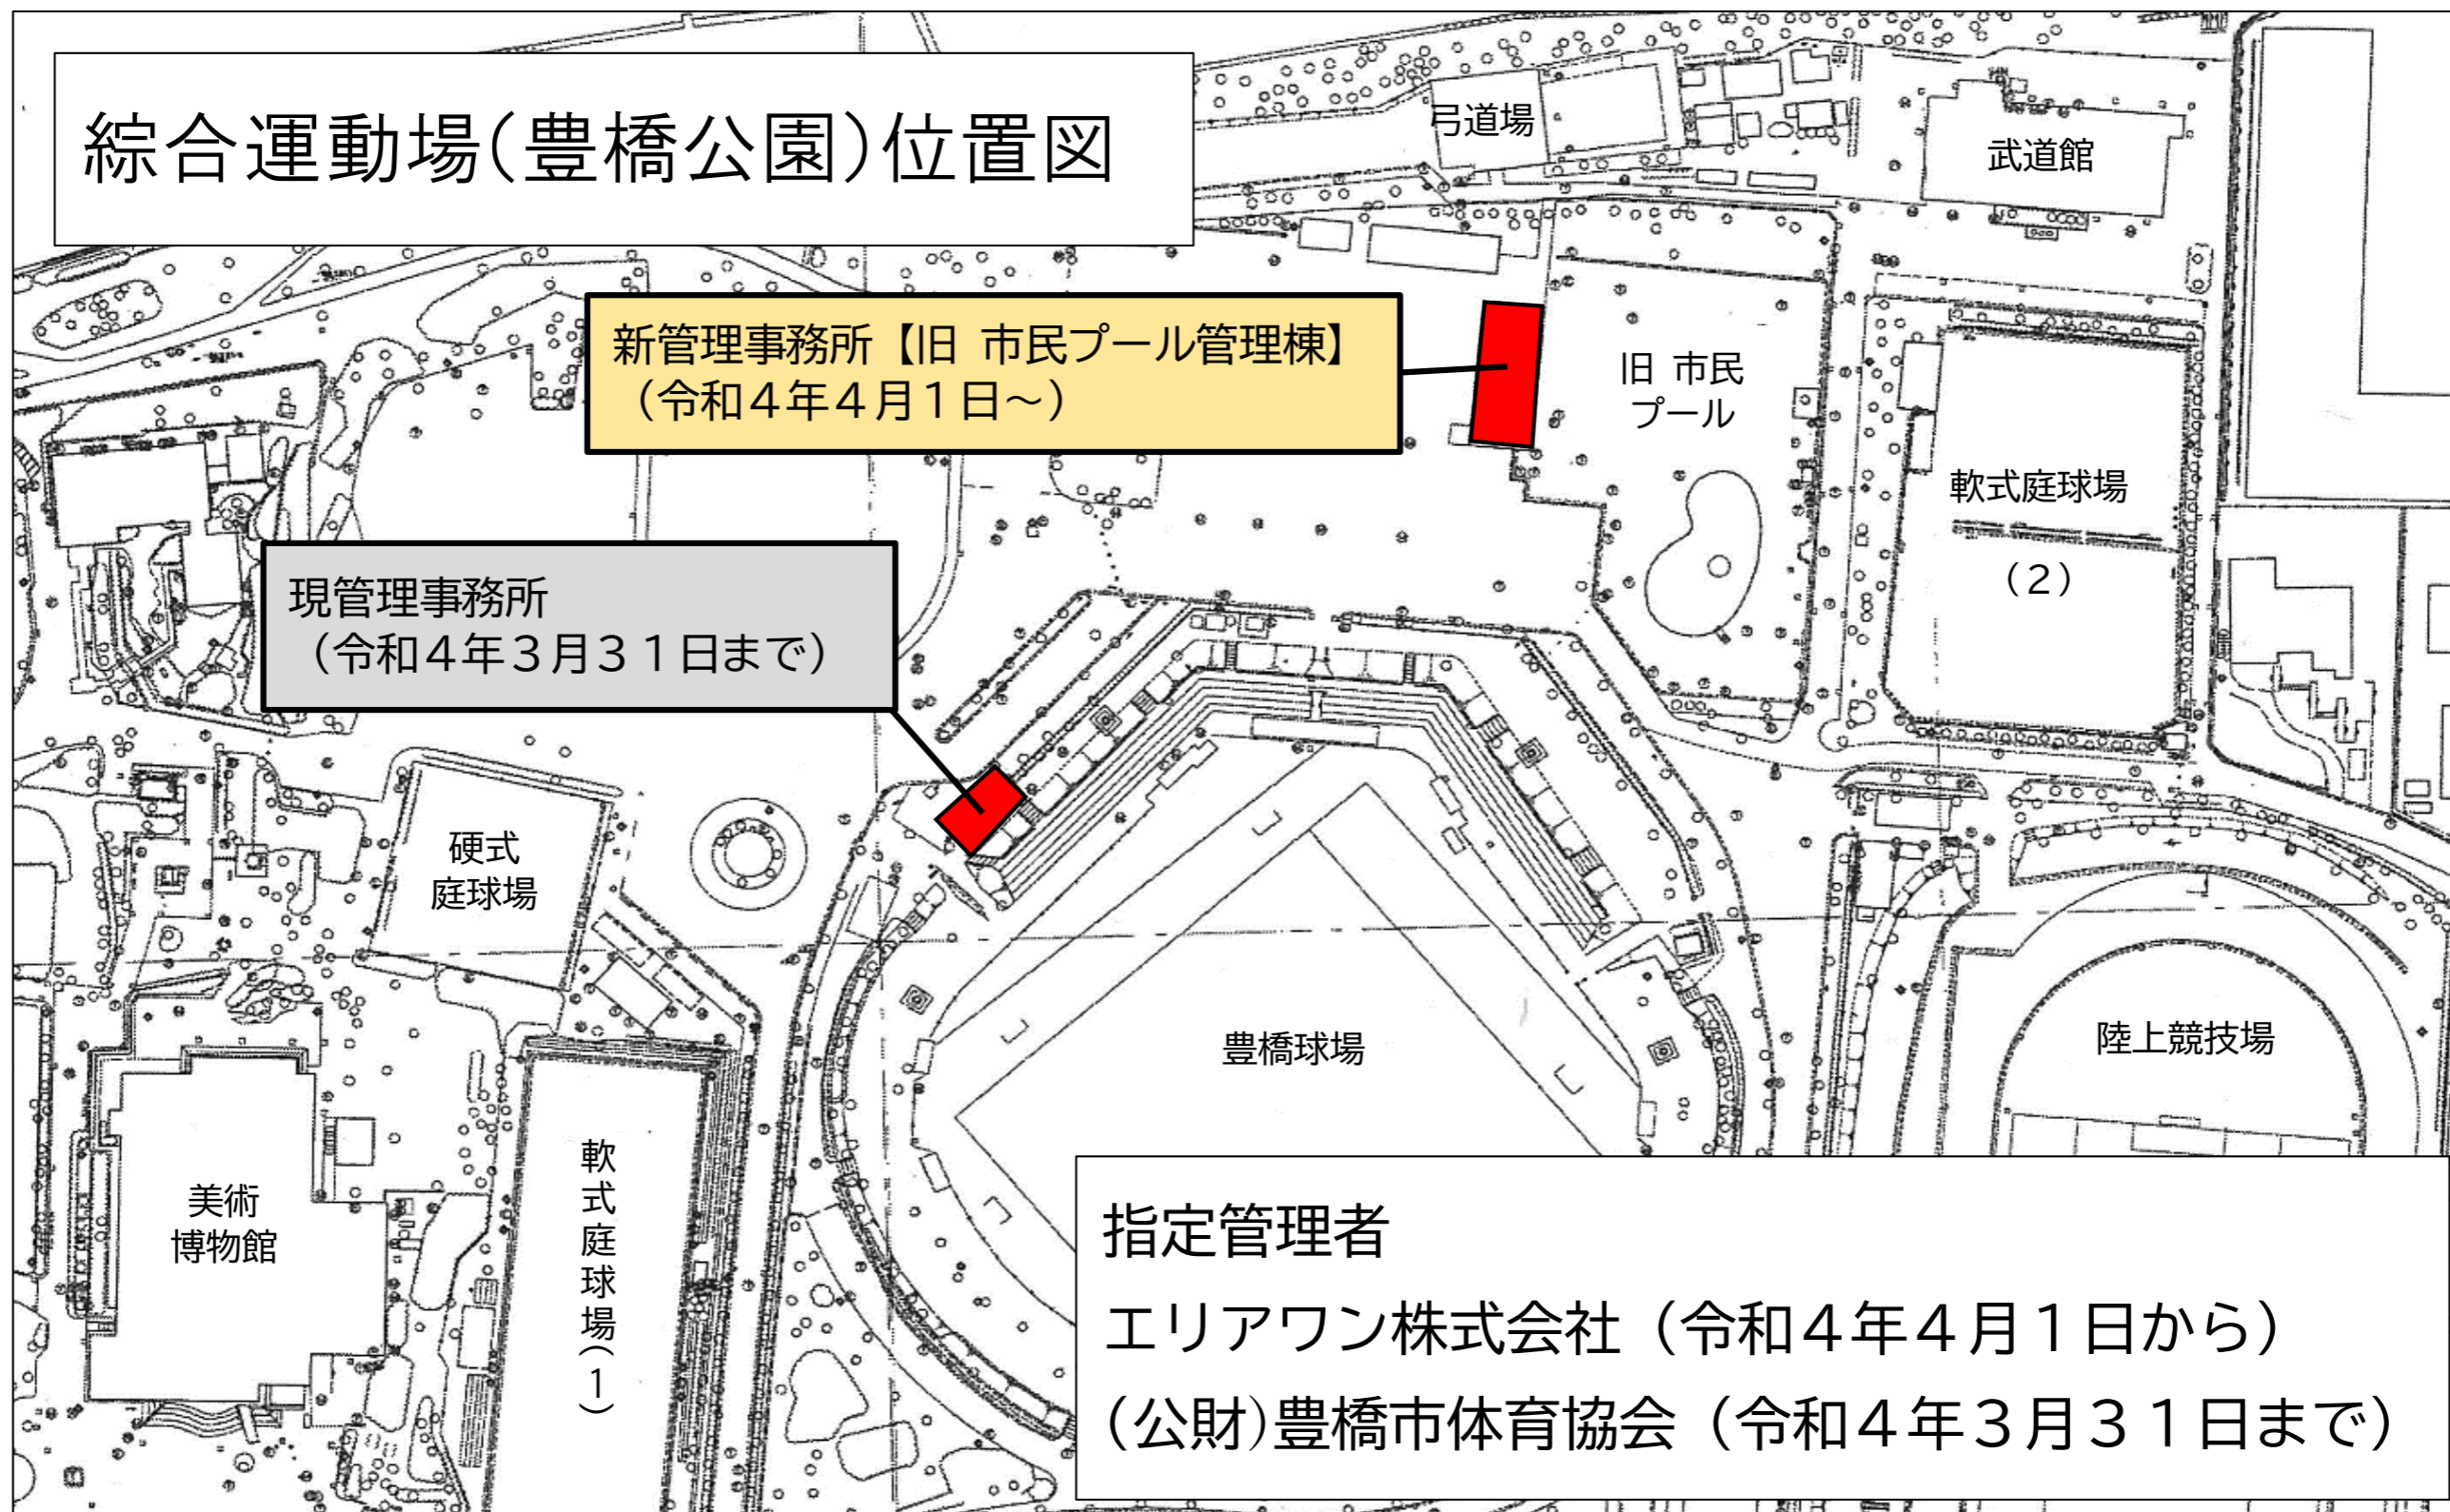 綜合運動場(豊橋公園)位置図
弓道場
武道館
新管理事務所【旧 市民プール管理棟】
(令和４年４月１日～)
旧 市民
プール
軟式庭球場
(２)
現管理事務所
(令和４年３月３１日まで)
硬式
庭球場
豊橋球場
陸上競技場
美術
博物館
軟式庭球場(１)
指定管理者
エリアワン株式会社（令和４年４月１日から）
(公財)豊橋市体育協会（令和４年３月３１日まで）